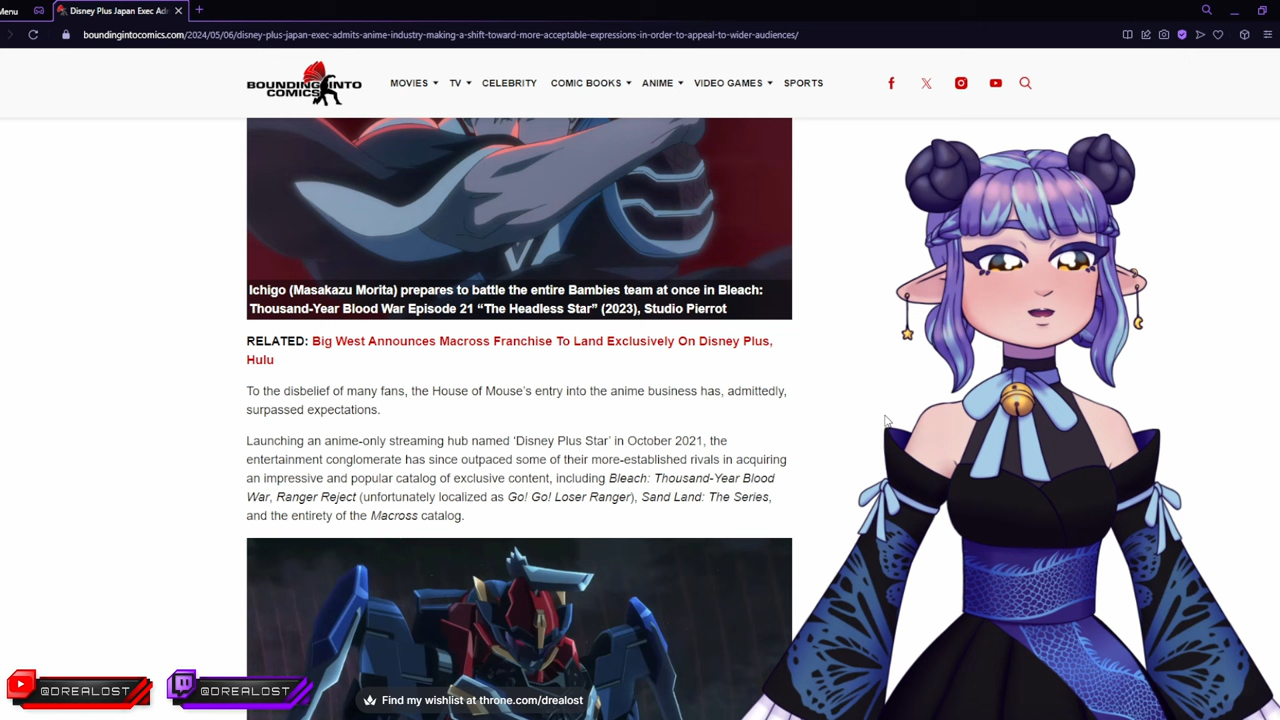 Menu
Disney Plus Japan Exec Adm
boundingintocomics.com/2024/05/06/disney-plus-japan-exec-admits-anime-industry-making-a-shift-toward-more-acceptable-expressions-in-order-to-appeal-to-wider-audiences/
BOUNDING INTO
COMICS
MOVIES TV CELEBRITY COMIC BOOKS ANIME VIDEO GAMES SPORTS
Ichigo (Masakazu Morita) prepares to battle the entire Bambies team at once in Bleach:
Thousand-Year Blood War Episode 21 “The Headless Star” (2023), Studio Pierrot
RELATED: Big West Announces Macross Franchise To Land Exclusively On Disney Plus,
Hulu
To the disbelief of many fans, the House of Mouse’s entry into the anime business has, admittedly,
surpassed expectations.
Launching an anime-only streaming hub named ‘Disney Plus Star’ in October 2021, the
entertainment conglomerate has since outpaced some of their more-established rivals in acquiring
an impressive and popular catalog of exclusive content, including Bleach: Thousand-Year Blood
War, Ranger Reject (unfortunately localized as Go! Go! Loser Ranger), Sand Land: The Series,
and the entirety of the Macross catalog.
@DREALOST
@DREALOST
Find my wishlist at throne.com/drealost